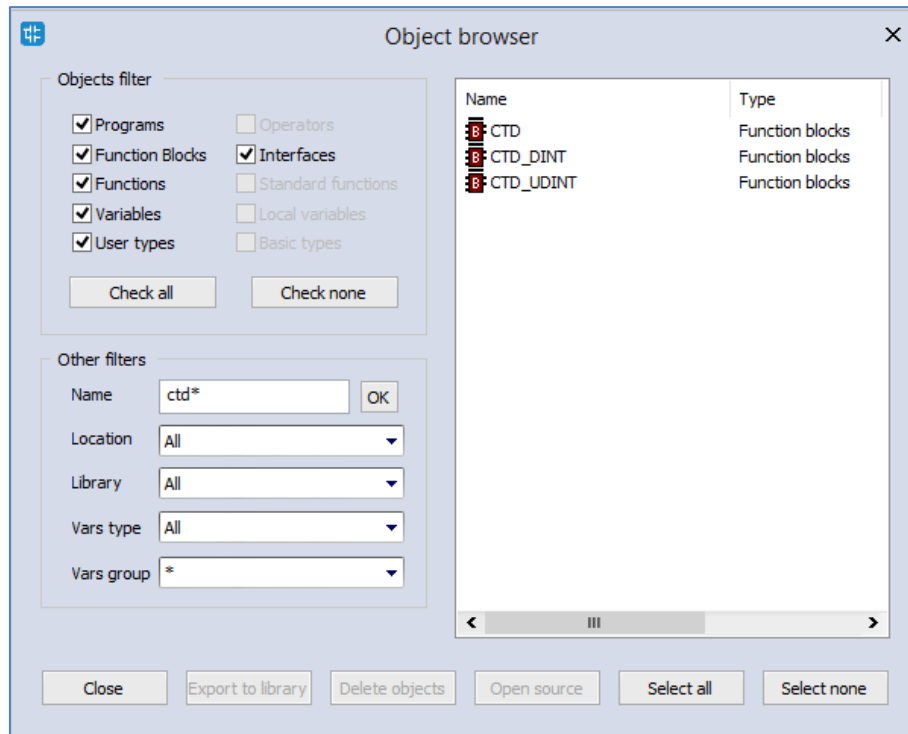 Object browser
Objects filter
Programs
Operators
Function Blocks
Interfaces
Functions
Standard functions
Variables
Local variables
User types
Basic types
Check all
Check none
Other filters
Name
ctd*
OK
Location
All
Library
All
Vars type
All
Vars group
*
Name Type
B CTD Function blocks
B CTD_DINT Function blocks
B CTD_UDINT Function blocks
Close
Export to library
Delete objects
Open source
Select all
Select none